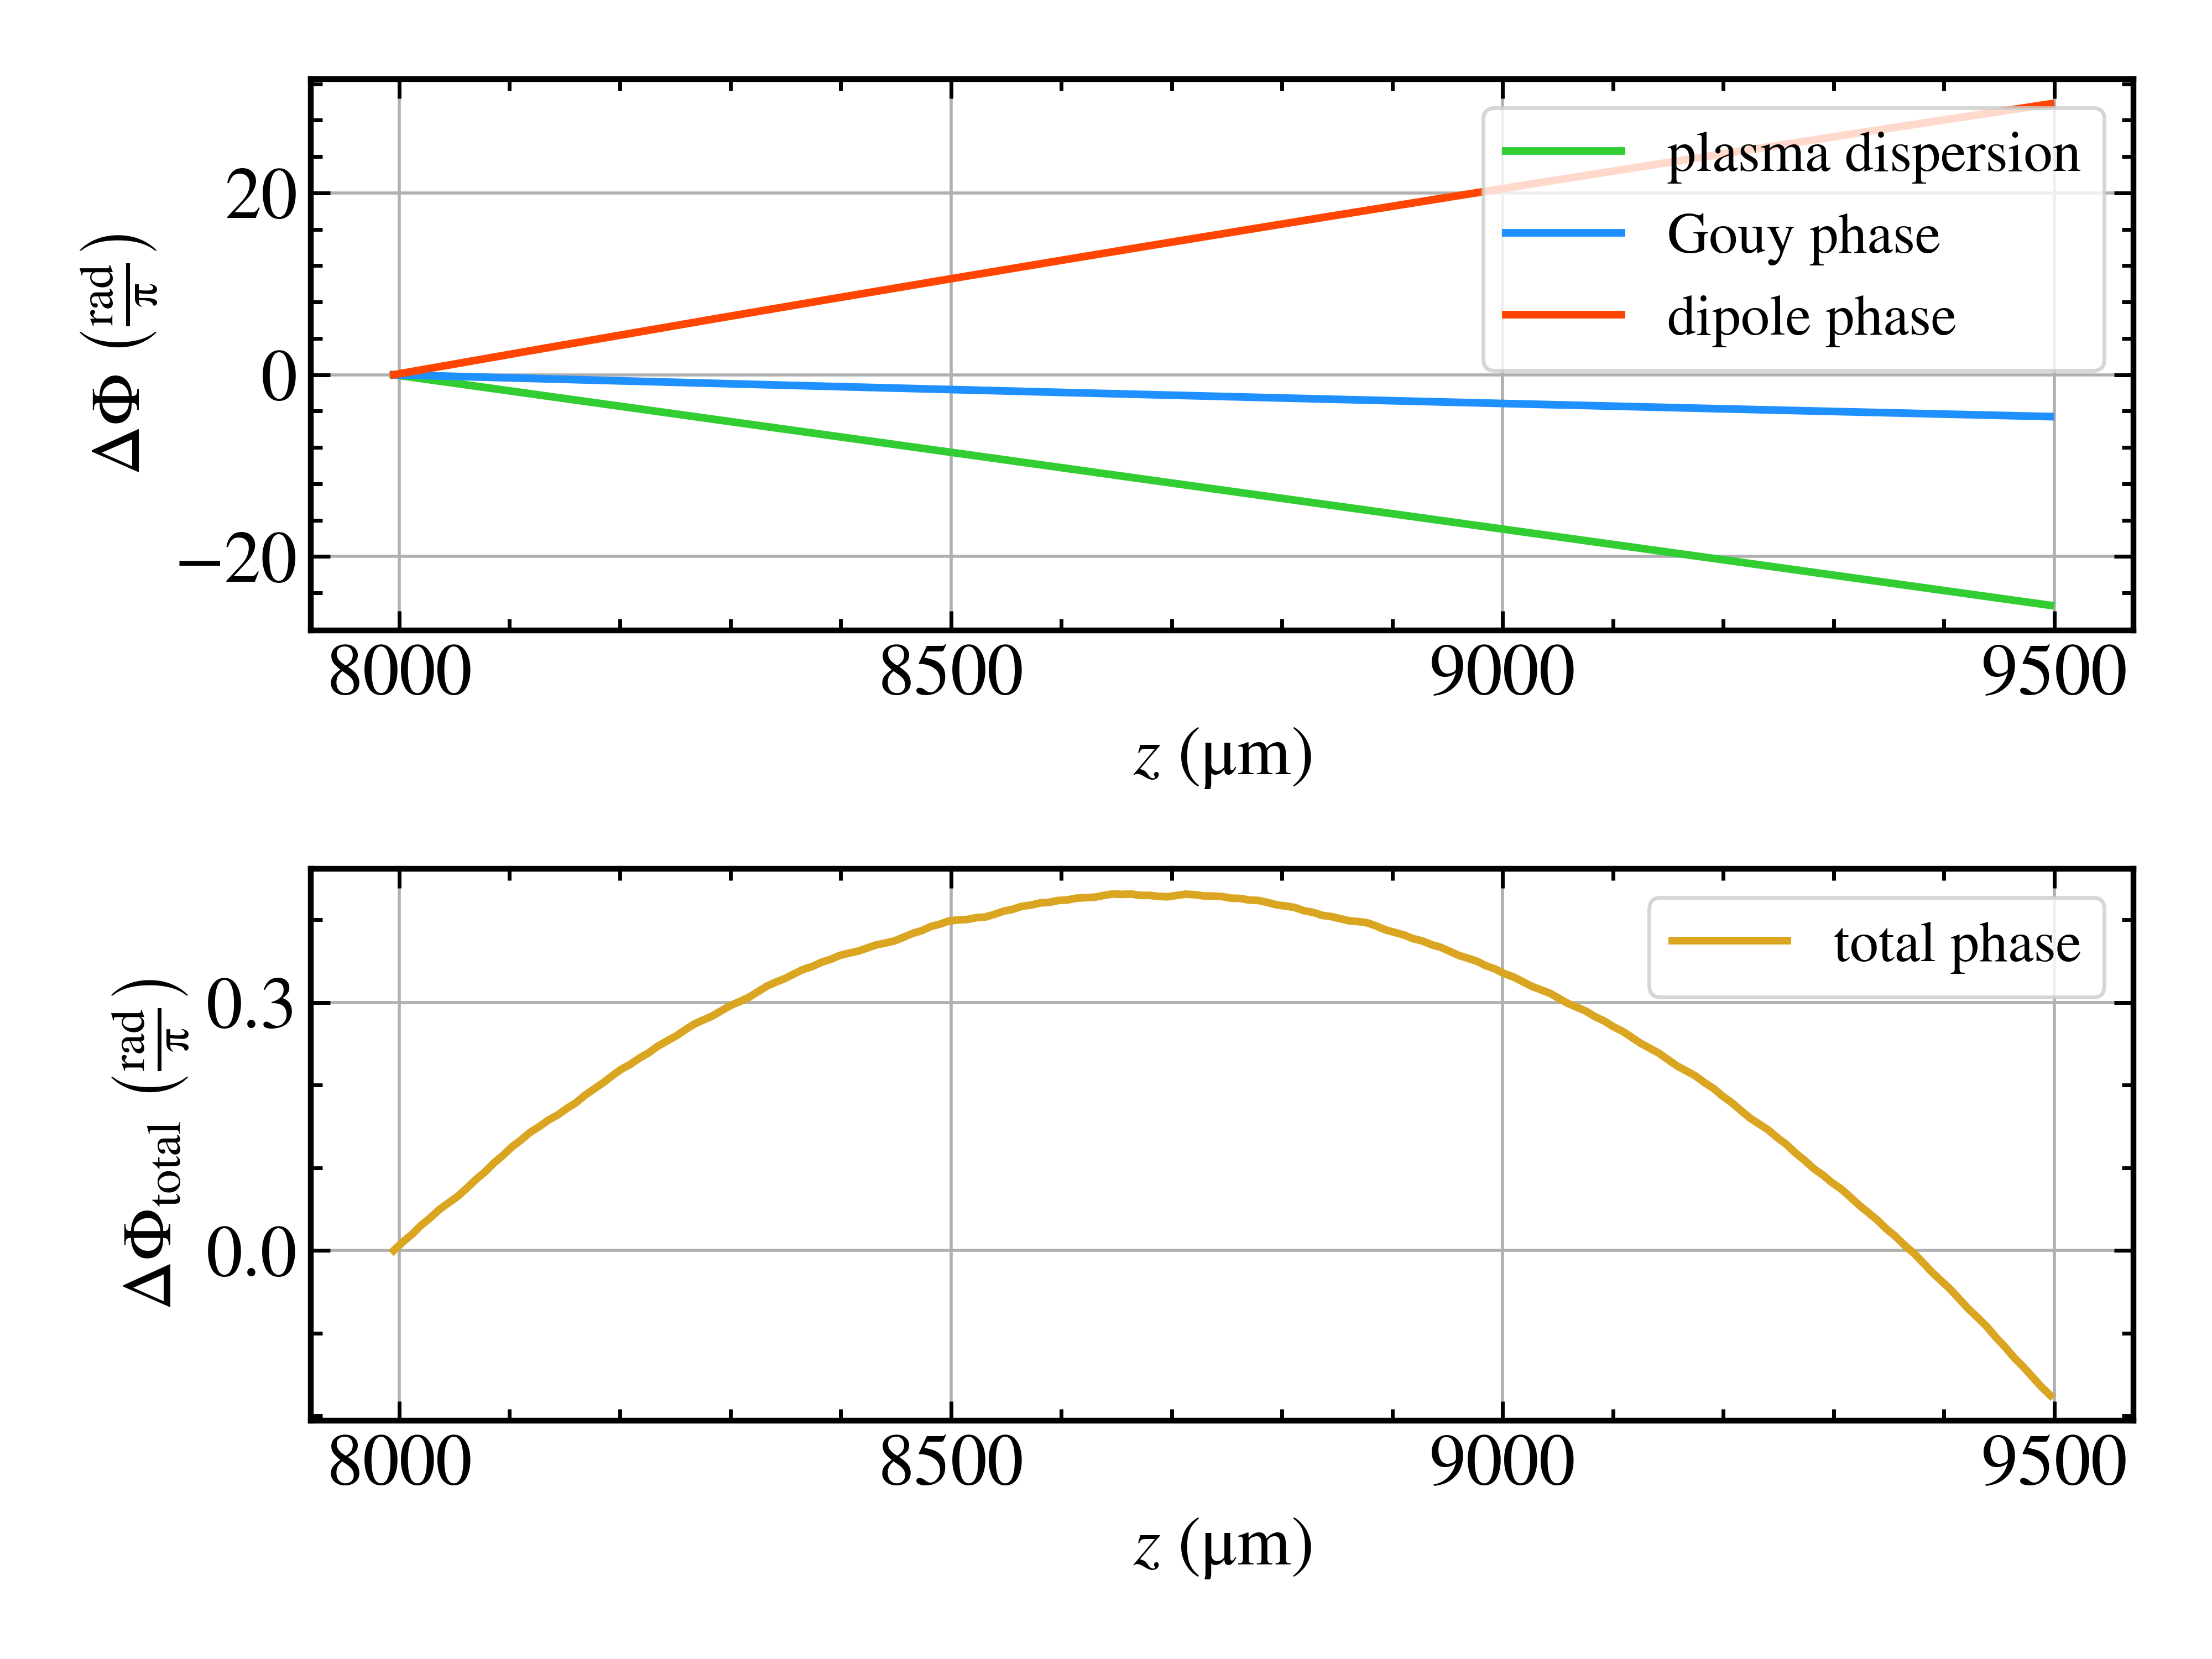 ΔΦ (rad/π)
20
0
−20
plasma dispersion
Gouy phase
dipole phase
8000 8500 9000 9500
z (μm)
ΔΦtotal (rad/π)
0.3
0.0
total phase
8000 8500 9000 9500
z (μm)